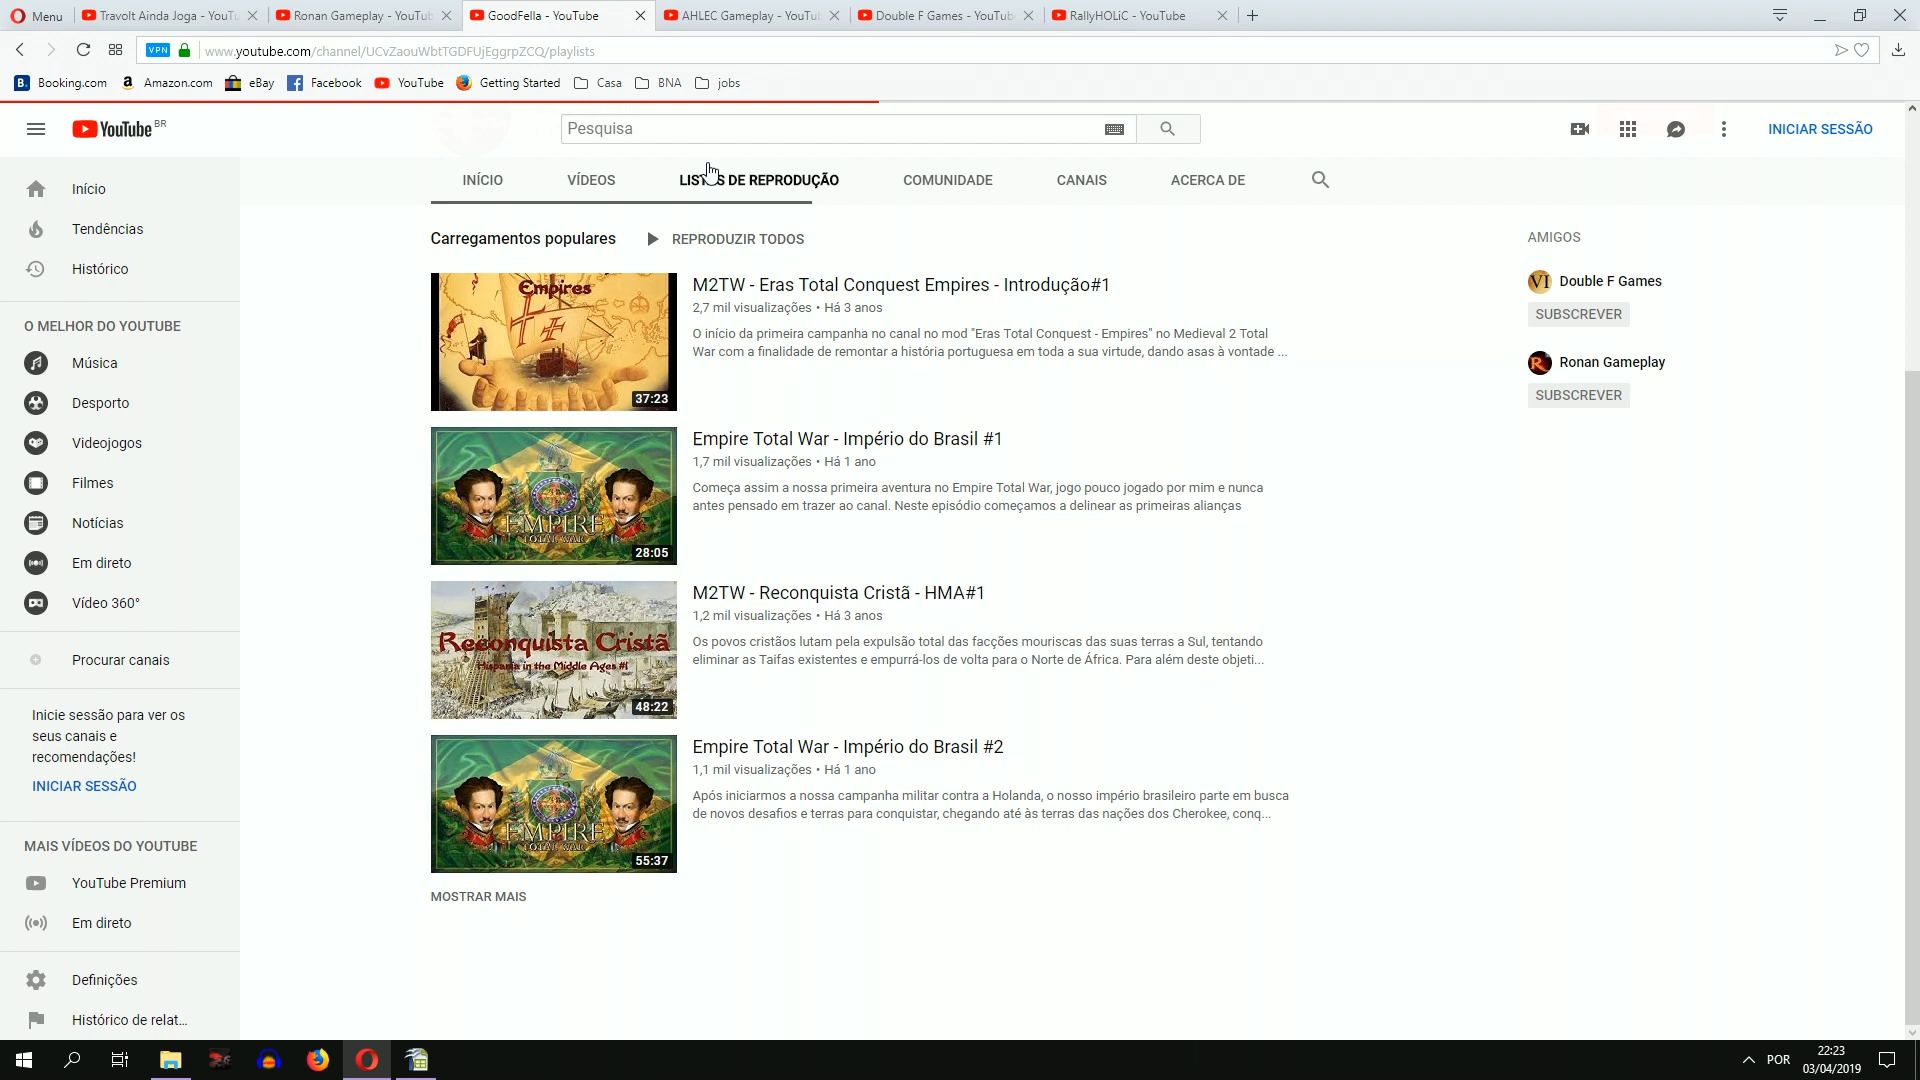 Menu
Travolt Ainda Joga - YouTu
Ronan Gameplay - YouTub
GoodFella - YouTube
AHLEC Gameplay - YouTub
Double F Games - YouTub
RallyHOLiC - YouTube
VPN
www.youtube.com/channel/UCvZaouWbtTGDFUjEggrpZCQ/playlists
B. Booking.com
a Amazon.com
eBay
Facebook
YouTube
Getting Started
Casa
BNA
jobs
YouTube BR
Pesquisa
INICIAR SESSÃO
INÍCIO
VÍDEOS
LISTAS DE REPRODUÇÃO
COMUNIDADE
CANAIS
ACERCA DE
Início
Tendências
Histórico
O MELHOR DO YOUTUBE
Música
Desporto
Videojogos
Filmes
Notícias
Em direto
Vídeo 360°
Procurar canais
Inicie sessão para ver os
seus canais e
recomendações!
INICIAR SESSÃO
MAIS VÍDEOS DO YOUTUBE
YouTube Premium
Em direto
Definições
Histórico de relat...
Carregamentos populares
REPRODUZIR TODOS
Empires
37:23
M2TW - Eras Total Conquest Empires - Introdução#1
2,7 mil visualizações • Há 3 anos
O início da primeira campanha no canal no mod "Eras Total Conquest - Empires" no Medieval 2 Total
War com a finalidade de remontar a história portuguesa em toda a sua virtude, dando asas à vontade ...
EMPIRE
TOTAL WAR
28:05
Empire Total War - Império do Brasil #1
1,7 mil visualizações • Há 1 ano
Começa assim a nossa primeira aventura no Empire Total War, jogo pouco jogado por mim e nunca
antes pensado em trazer ao canal. Neste episódio começamos a delinear as primeiras alianças
Reconquista Cristã
Hispania in the Middle Ages #1
48:22
M2TW - Reconquista Cristã - HMA#1
1,2 mil visualizações • Há 3 anos
Os povos cristãos lutam pela expulsão total das facções mouriscas das suas terras a Sul, tentando
eliminar as Taifas existentes e empurrá-los de volta para o Norte de África. Para além deste objeti...
EMPIRE
TOTAL WAR
55:37
Empire Total War - Império do Brasil #2
1,1 mil visualizações • Há 1 ano
Após iniciarmos a nossa campanha militar contra a Holanda, o nosso império brasileiro parte em busca
de novos desafios e terras para conquistar, chegando até às terras das nações dos Cherokee, conq...
MOSTRAR MAIS
AMIGOS
VI
Double F Games
SUBSCREVER
R
Ronan Gameplay
SUBSCREVER
POR
22:23
03/04/2019